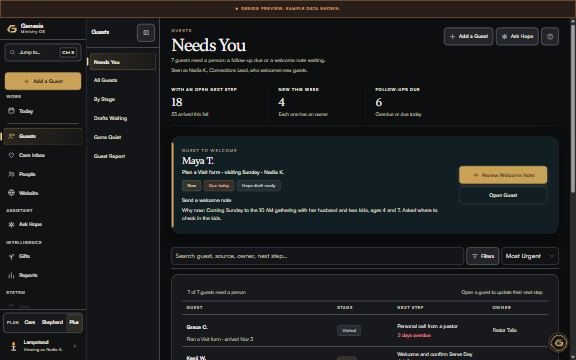 DESIGN PREVIEW. SAMPLE DATA SHOWN.
Genesis
Ministry OS
Jump to...
Ctrl K
+ Add a Guest
WORK
Today
Guests
Care Inbox
People
Website
ASSISTANT
Ask Hope
INTELLIGENCE
Gifts
Reports
SYSTEM
PLAN Care Shepherd Plus
Lampstand
Viewing as Nadia K.
Guests
Needs You
All Guests
By Stage
Drafts Waiting
Gone Quiet
Guest Report
GUESTS
Needs You
7 guests need a person: a follow-up due or a welcome note waiting.
Seen as Nadia K., Connections Lead, who welcomes new guests.
+ Add a Guest
Ask Hope
WITH AN OPEN NEXT STEP
18
53 arrived this fall
NEW THIS WEEK
4
Each one has an owner
FOLLOW-UPS DUE
6
Overdue or due today
GUEST TO WELCOME
Maya T.
Plan a Visit form · visiting Sunday · Nadia K.
New
Due today
Hope draft ready
Send a welcome note
Why now: Coming Sunday to the 10 AM gathering with her husband and two kids, ages 4 and 7. Asked where to
check in the kids.
Review Welcome Note
Open Guest
Search guest, source, owner, next step...
Filters
Most Urgent
7 of 7 guests need a person
Open a guest to update their next step.
GUEST
STAGE
NEXT STEP
OWNER
Grace C.
Plan a Visit form · arrived Nov 3
Visited
Personal call from a pastor
2 days overdue
Pastor Talia
Kenji W.
Welcome and confirm Serve Day